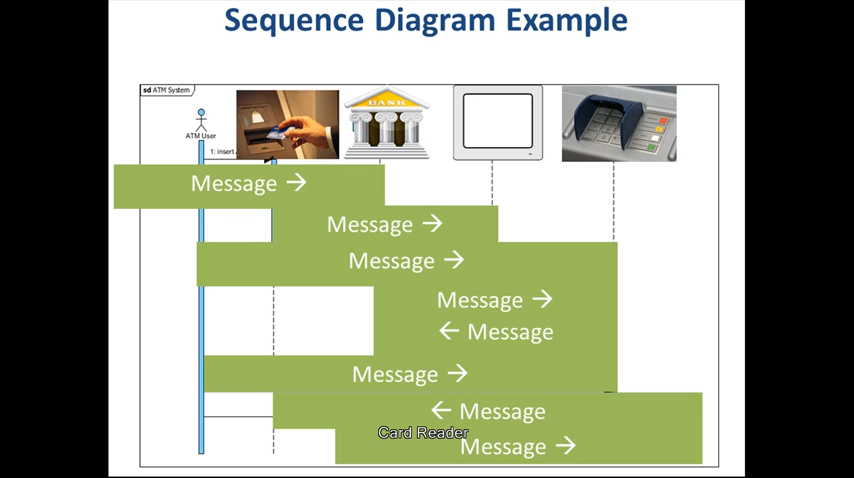 Sequence Diagram Example
sd ATM System
BANK
ATM User
1: insert
Message →
Message →
Message →
Message →
← Message
Message →
← Message
Card Reader
Message →